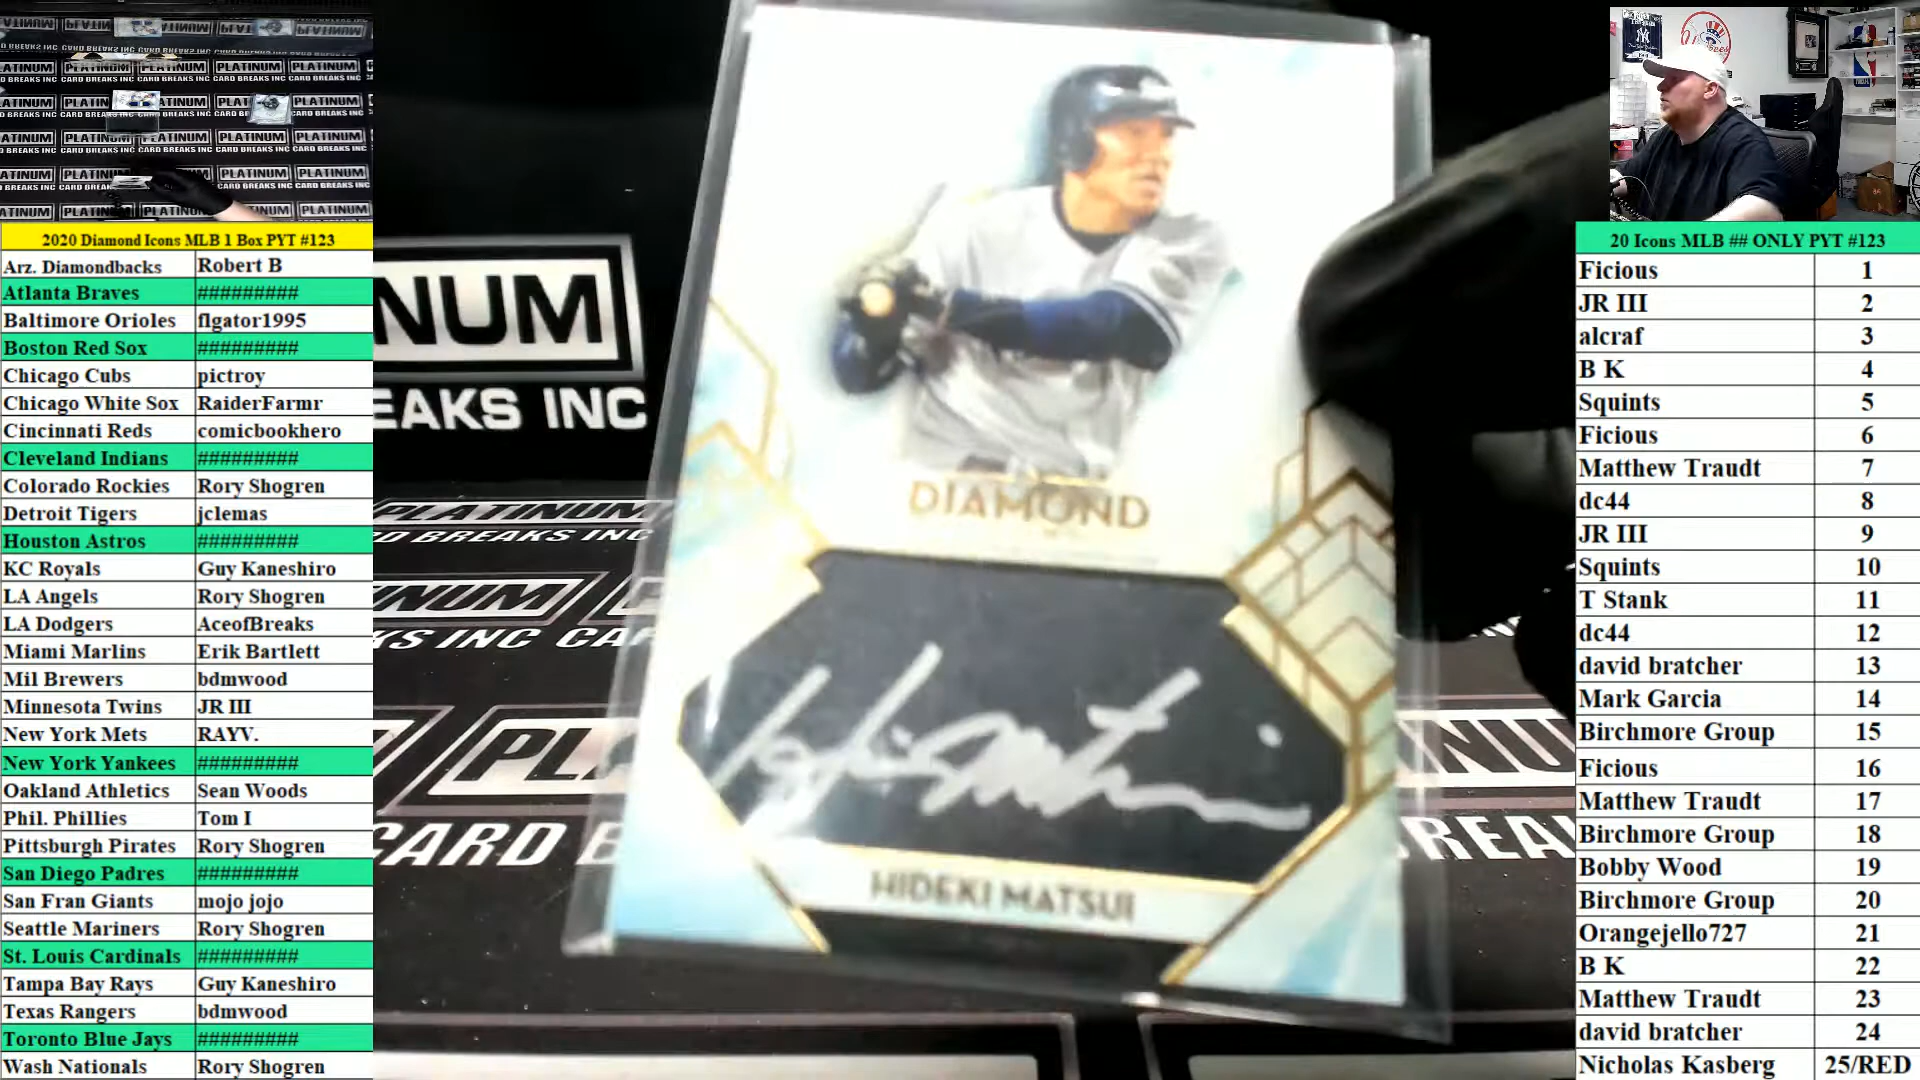 2020 Diamond Icons MLB 1 Box PYT #123
Arz. Diamondbacks Robert B
Atlanta Braves #########
Baltimore Orioles flgator1995
Boston Red Sox #########
Chicago Cubs pictroy
Chicago White Sox RaiderFarmr
Cincinnati Reds comicbookhero
Cleveland Indians #########
Colorado Rockies Rory Shogren
Detroit Tigers jclemas
Houston Astros #########
KC Royals Guy Kaneshiro
LA Angels Rory Shogren
LA Dodgers AceofBreaks
Miami Marlins Erik Bartlett
Mil Brewers bdmwood
Minnesota Twins JR III
New York Mets RAYV.
New York Yankees #########
Oakland Athletics Sean Woods
Phil. Phillies Tom I
Pittsburgh Pirates Rory Shogren
San Diego Padres #########
San Fran Giants mojo jojo
Seattle Mariners Rory Shogren
St. Louis Cardinals #########
Tampa Bay Rays Guy Kaneshiro
Texas Rangers bdmwood
Toronto Blue Jays #########
Wash Nationals Rory Shogren
NUM
EAKS INC
PLATINUM
DIAMOND
Hideki Matsui
HIDEKI MATSUI
20 Icons MLB ## ONLY PYT #123
Ficious 1
JR III 2
alcraf 3
B K 4
Squints 5
Ficious 6
Matthew Traudt 7
dc44 8
JR III 9
Squints 10
T Stank 11
dc44 12
david bratcher 13
Mark Garcia 14
Birchmore Group 15
Ficious 16
Matthew Traudt 17
Birchmore Group 18
Bobby Wood 19
Birchmore Group 20
Orangejello727 21
B K 22
Matthew Traudt 23
david bratcher 24
Nicholas Kasberg 25/RED